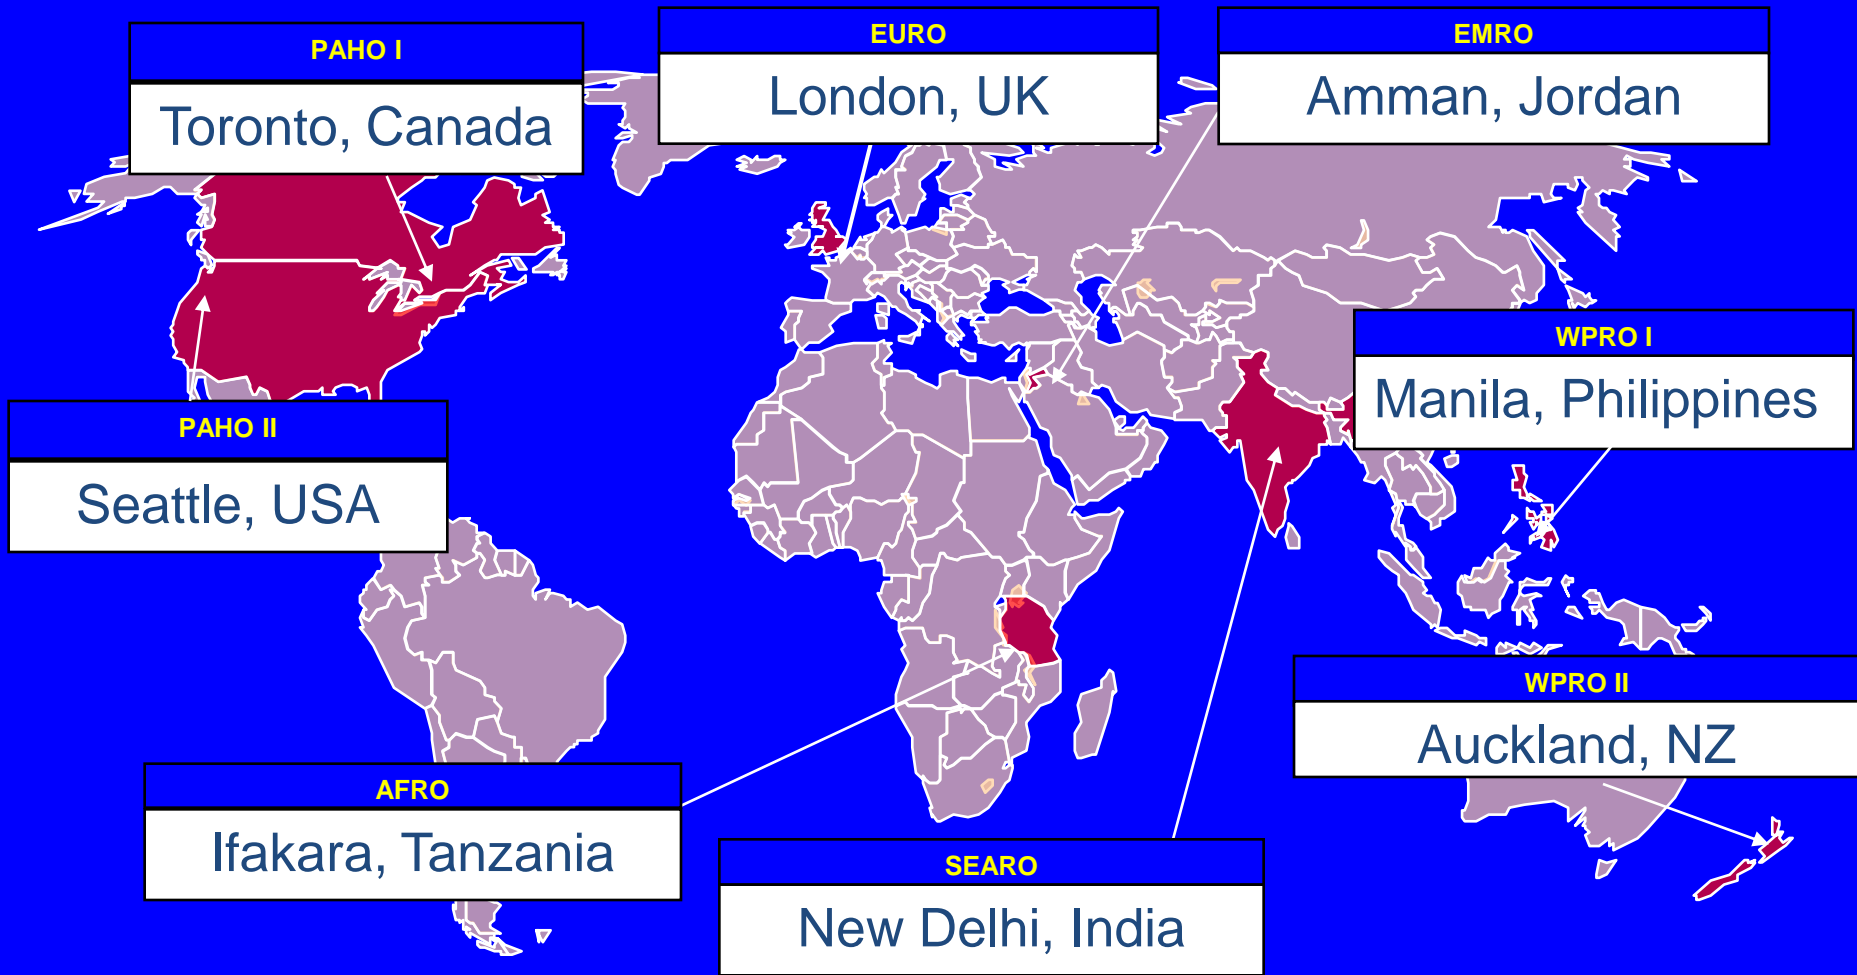 PAHO I
Toronto, Canada
EURO
London, UK
EMRO
Amman, Jordan
WPRO I
Manila, Philippines
PAHO II
Seattle, USA
WPRO II
Auckland, NZ
AFRO
Ifakara, Tanzania
SEARO
New Delhi, India